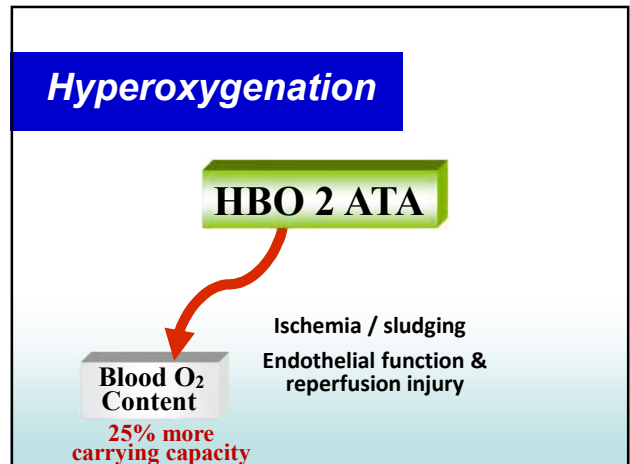 Hyperoxygenation
HBO 2 ATA
Ischemia / sludging
Endothelial function &
reperfusion injury
Blood O₂
Content
25% more
carrying capacity